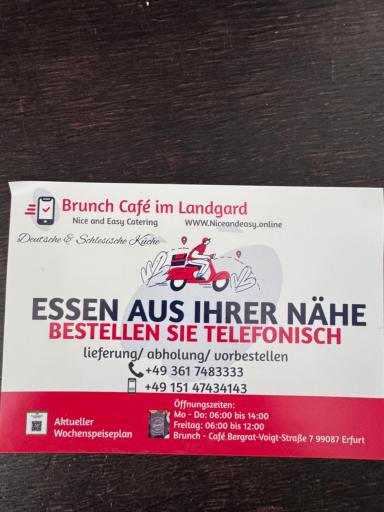 Brunch Café im Landgard
Nice and Easy Catering WWW.Niceandeasy.online
Deutsche & Schlesische Küche
ESSEN AUS IHRER NÄHE
BESTELLEN SIE TELEFONISCH
lieferung/ abholung/ vorbestellen
+49 361 7483333
+49 151 47434143
Aktueller
Wochenspeiseplan
Öffnungszeiten:
Mo - Do: 06:00 bis 14:00
Freitag: 06:00 bis 12:00
Brunch - Café Bergrat-Voigt-Straße 7 99087 Erfurt